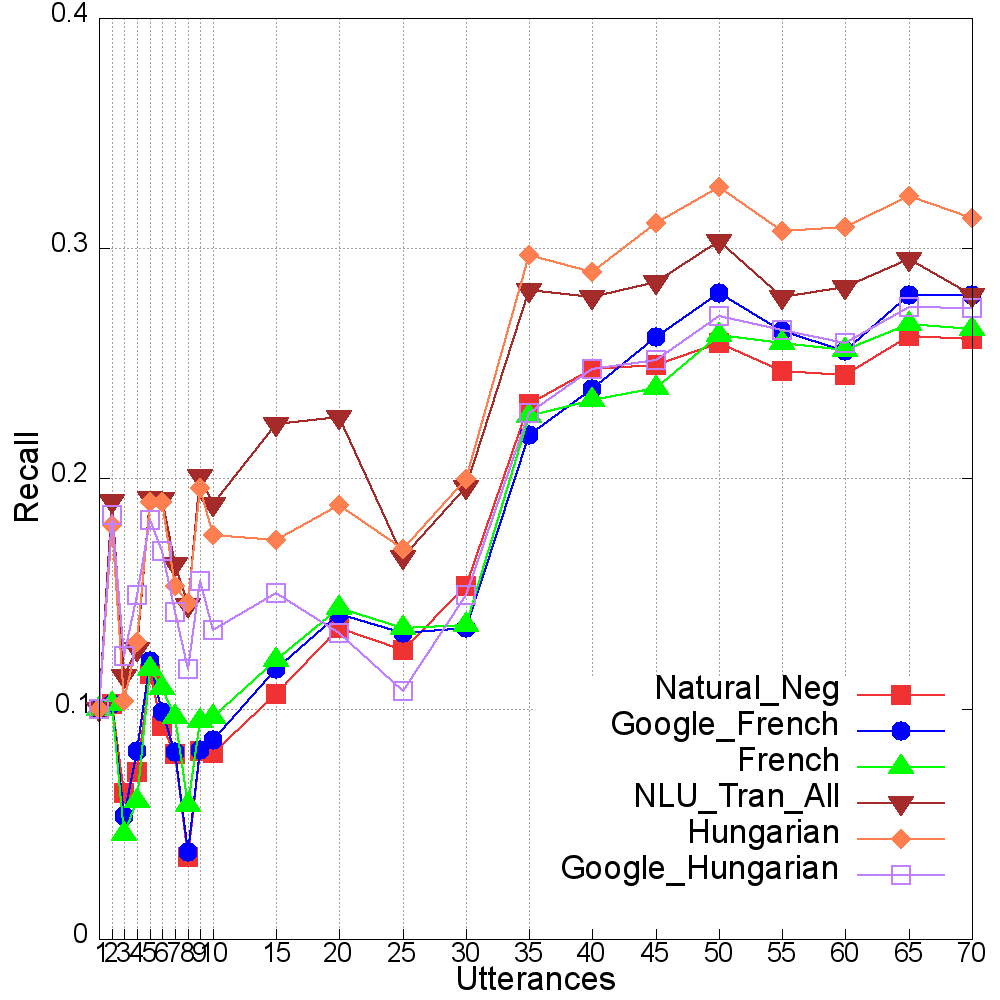 0.4
0.3
0.2
0.1
0
Recall
Natural_Neg
Google_French
French
NLU_Tran_All
Hungarian
Google_Hungarian
1 2 3 4 5 6 7 8 9 10 15 20 25 30 35 40 45 50 55 60 65 70
Utterances